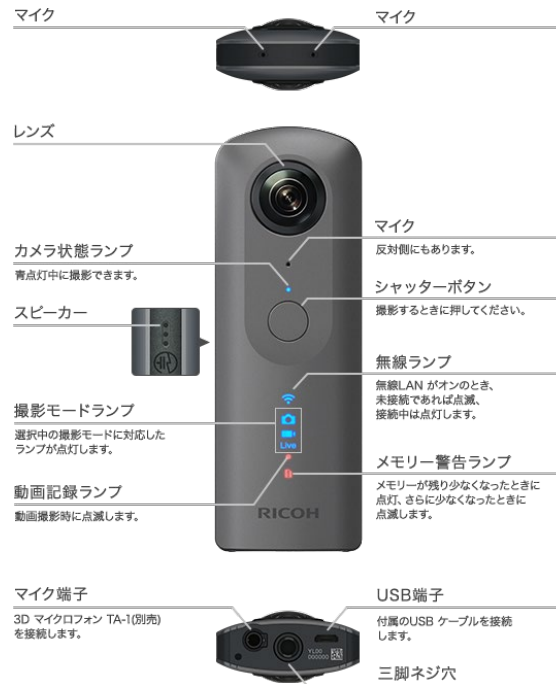 マイク
マイク
レンズ
マイク
反対側にもあります。
カメラ状態ランプ
青点灯中に撮影できます。
シャッターボタン
撮影するときに押してください。
スピーカー
無線ランプ
無線LAN がオンのとき、
未接続であれば点滅、
接続中は点灯します。
撮影モードランプ
選択中の撮影モードに対応した
ランプが点灯します。
Live
メモリー警告ランプ
メモリーが残り少なくなったときに
点灯、さらに少なくなったときに
点滅します。
動画記録ランプ
動画撮影時に点滅します。
RICOH
マイク端子
3D マイクロフォン TA-1(別売)
を接続します。
USB端子
付属のUSB ケーブルを接続
します。
YL00
000000
三脚ネジ穴